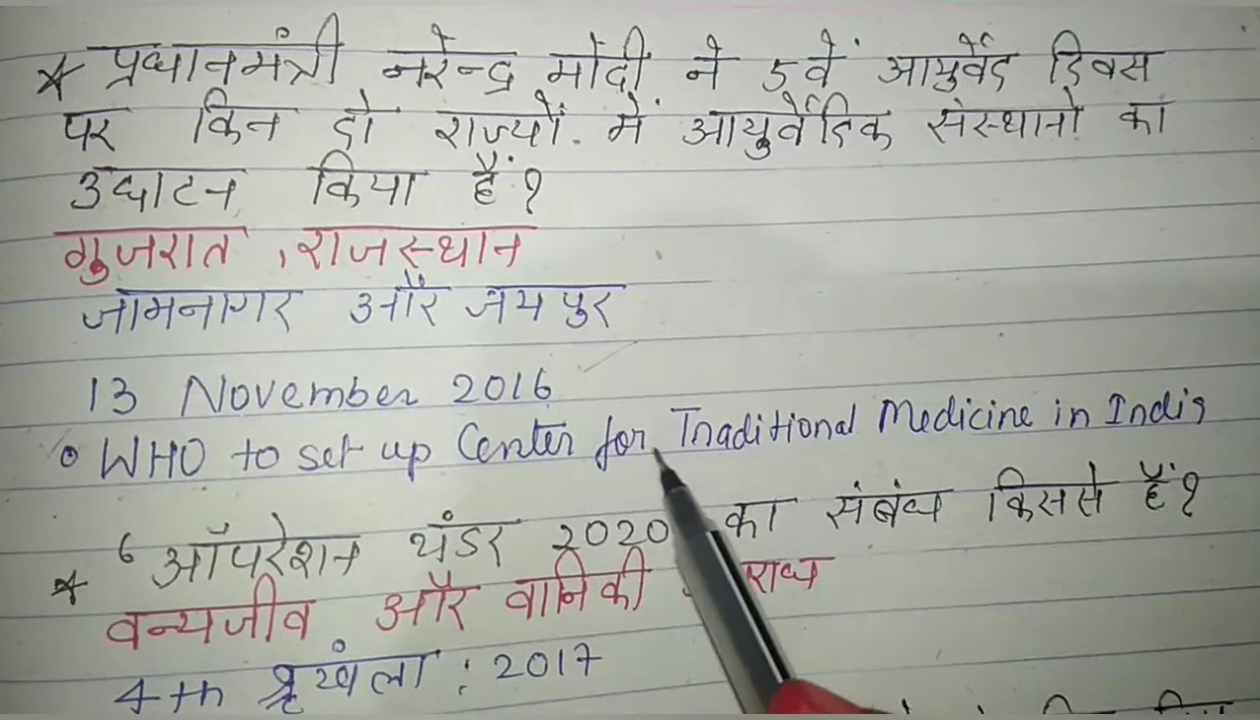 * प्रधानमंत्री नरेन्द्र मोदी ने 5वें आयुर्वेद दिवस
पर किन दो राज्यों में आयुर्वेदिक संस्थानों का
उद्घाटन किया हैं?
गुजरात , राजस्थान
जामनगर और जयपुर
13 November 2016
• WHO to set up Center for Traditional Medicine in India
* ऑपरेशन थंडर 2020 का संबंध किससे हैं?
वन्यजीव और वानिकी
4th श्रृंखला : 2017